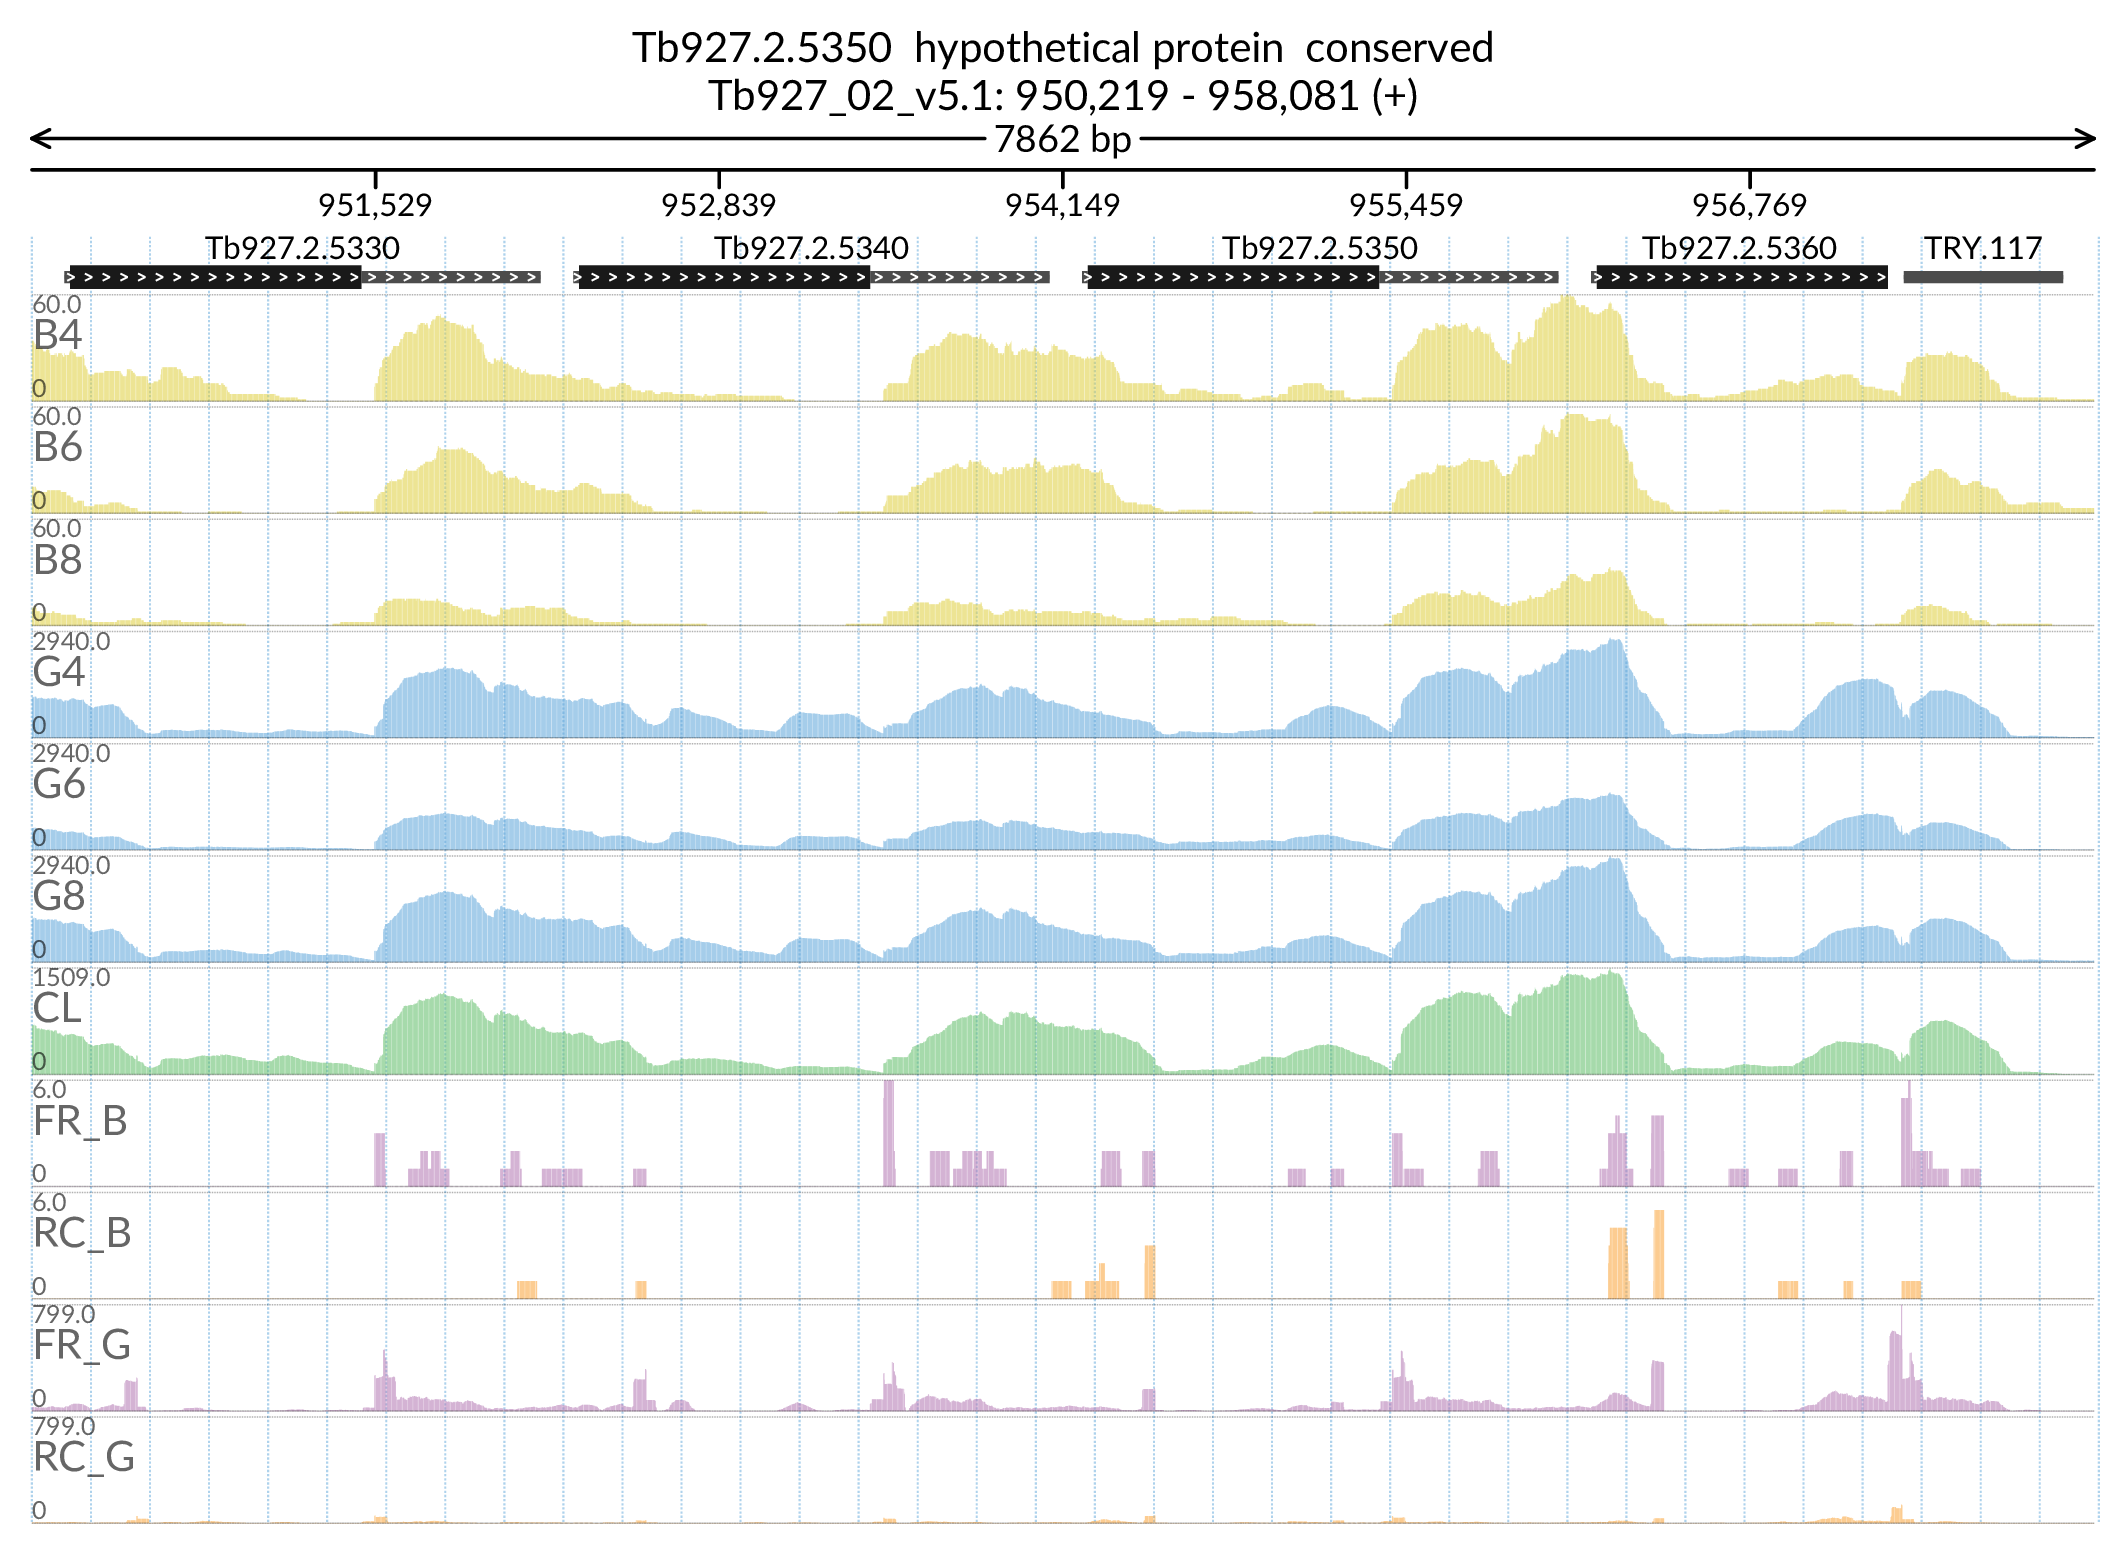 Tb927.2.5350 hypothetical protein conserved
Tb927_02_v5.1: 950,219 - 958,081 (+)
7862 bp
951,529 952,839 954,149 955,459 956,769
Tb927.2.5330 Tb927.2.5340 Tb927.2.5350 Tb927.2.5360 TRY.117
60.0
B4
0
60.0
B6
0
60.0
B8
0
2940.0
G4
0
2940.0
G6
0
2940.0
G8
0
1509.0
CL
0
6.0
FR_B
0
6.0
RC_B
0
799.0
FR_G
0
799.0
RC_G
0